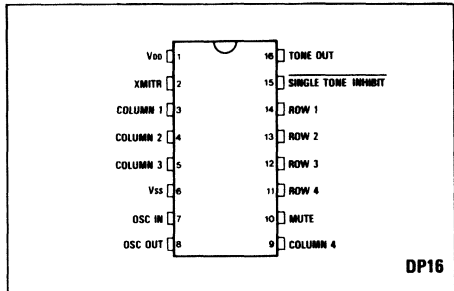 VDD 1 16 TONE OUT
XMITR 2 15 SINGLE TONE INHIBIT
COLUMN 1 3 14 ROW 1
COLUMN 2 4 13 ROW 2
COLUMN 3 5 12 ROW 3
VSS 6 11 ROW 4
OSC IN 7 10 MUTE
OSC OUT 8 9 COLUMN 4
DP16